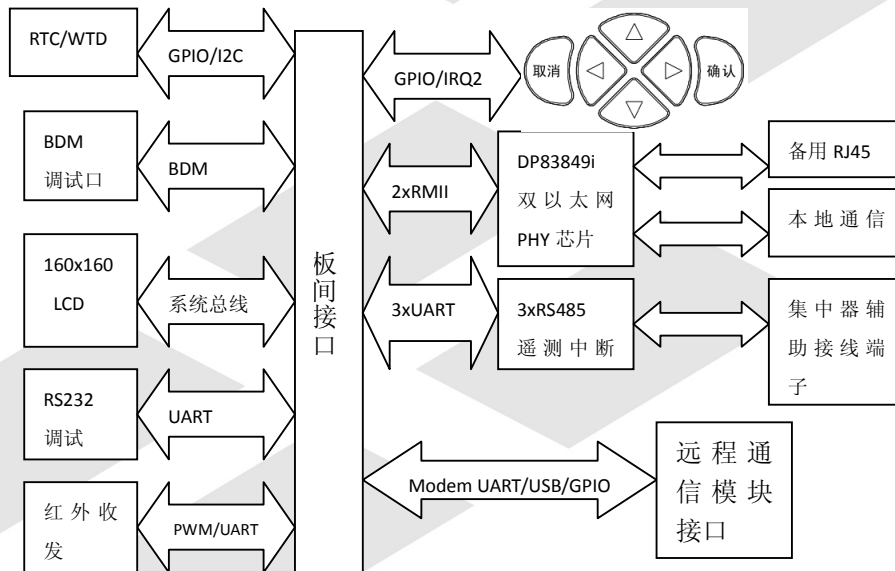 RTC/WTD
GPIO/I2C
BDM
调试口
BDM
160x160
LCD
系统总线
RS232
调试
UART
红外收
发
PWM/UART
板间接口
GPIO/IRQ2
取消
确认
2xRMII
DP83849i
双以太网
PHY 芯片
备用 RJ45
本地通信
3xUART
3xRS485
遥测中断
集中器辅
助接线端
子
Modem UART/USB/GPIO
远程通
信模块
接口